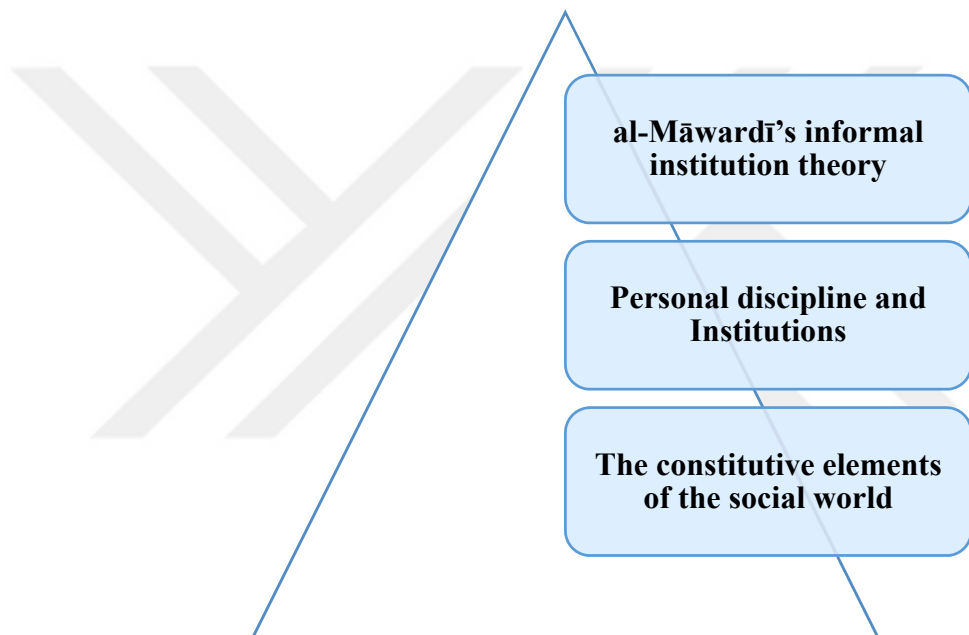 al-Māwardī’s informal
institution theory
Personal discipline and
Institutions
The constitutive elements
of the social world